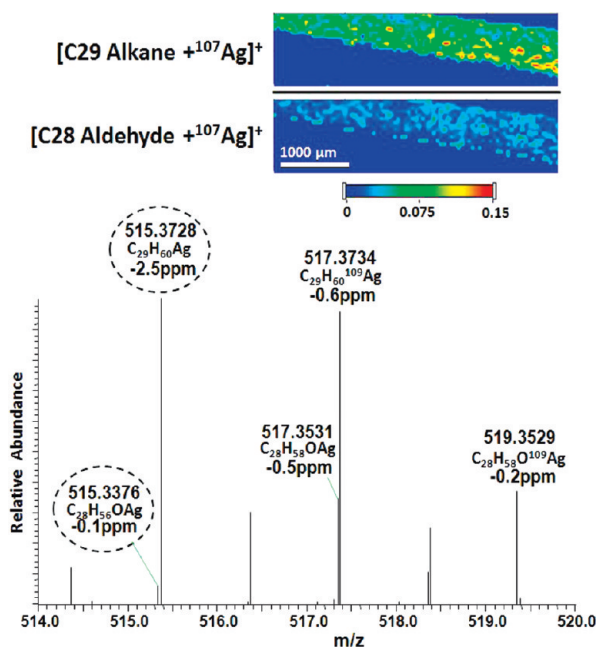 [C29 Alkane +¹⁰⁷Ag]⁺
[C28 Aldehyde +¹⁰⁷Ag]⁺
1000 µm
0 0.075 0.15
515.3728
C₂₉H₆₀Ag
-2.5ppm
517.3734
C₂₉H₆₀¹⁰⁹Ag
-0.6ppm
517.3531
C₂₈H₅₈OAg
-0.5ppm
519.3529
C₂₈H₅₈O¹⁰⁹Ag
-0.2ppm
515.3376
C₂₈H₅₆OAg
-0.1ppm
Relative Abundance
514.0 515.0 516.0 517.0 518.0 519.0 520.0
m/z